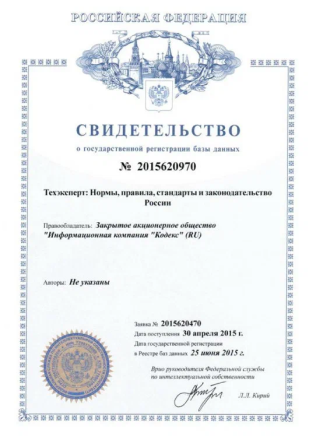 РОССИЙСКАЯ ФЕДЕРАЦИЯ
СВИДЕТЕЛЬСТВО
о государственной регистрации базы данных
№ 2015620970
Техэксперт: Нормы, правила, стандарты и законодательство
России
Правообладатель: Закрытое акционерное общество
"Информационная компания "Кодекс" (RU)
Авторы: Не указаны
Заявка № 2015620470
Дата поступления 30 апреля 2015 г.
Дата государственной регистрации
в Реестре баз данных 25 июня 2015 г.
Врио руководителя Федеральной службы
по интеллектуальной собственности
Л.Л. Кирий